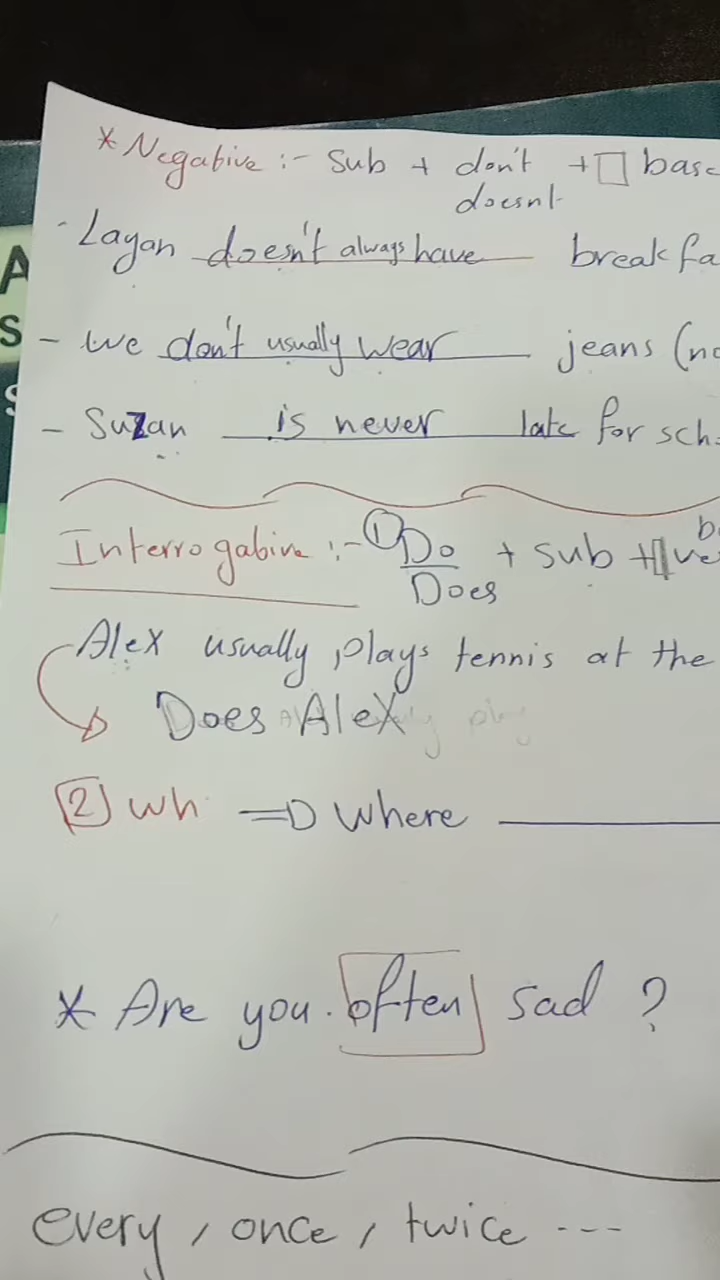 * Negative :- Sub + don't + □ base
doesn't
- Layan doesn't always have breakfa
- we don't usually wear jeans (no
- Suzan is never late for sch
Interrogative :- ① Do + sub + □ ve
Does
Alex usually plays tennis at the
Does Alex
2 wh => where
* Are you often sad ?
every, once, twice ---